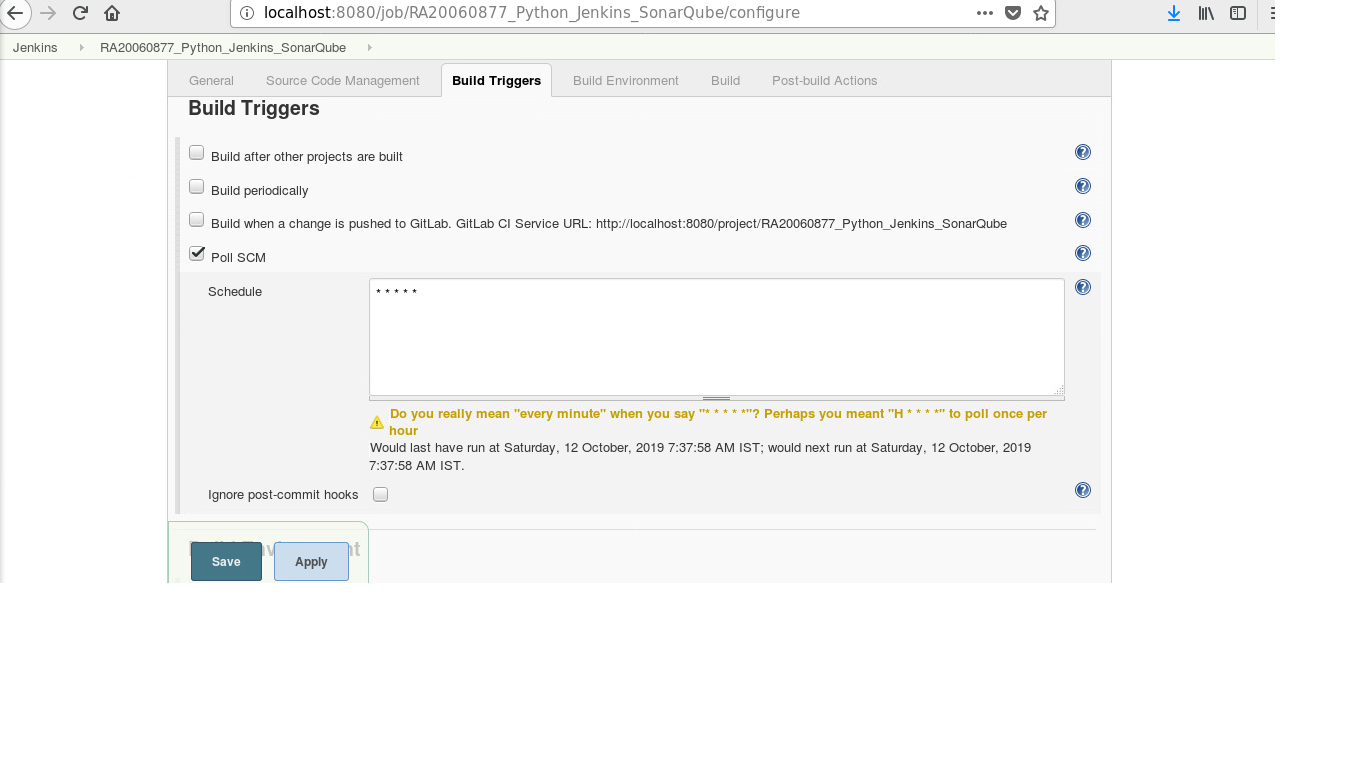 localhost:8080/job/RA20060877_Python_Jenkins_SonarQube/configure
Jenkins RA20060877_Python_Jenkins_SonarQube
General Source Code Management Build Triggers Build Environment Build Post-build Actions
Build Triggers
Build after other projects are built
Build periodically
Build when a change is pushed to GitLab. GitLab CI Service URL: http://localhost:8080/project/RA20060877_Python_Jenkins_SonarQube
Poll SCM
Schedule * * * * *
Do you really mean "every minute" when you say "* * * * *"? Perhaps you meant "H * * * *" to poll once per
hour
Would last have run at Saturday, 12 October, 2019 7:37:58 AM IST; would next run at Saturday, 12 October, 2019
7:37:58 AM IST.
Ignore post-commit hooks
Save Apply